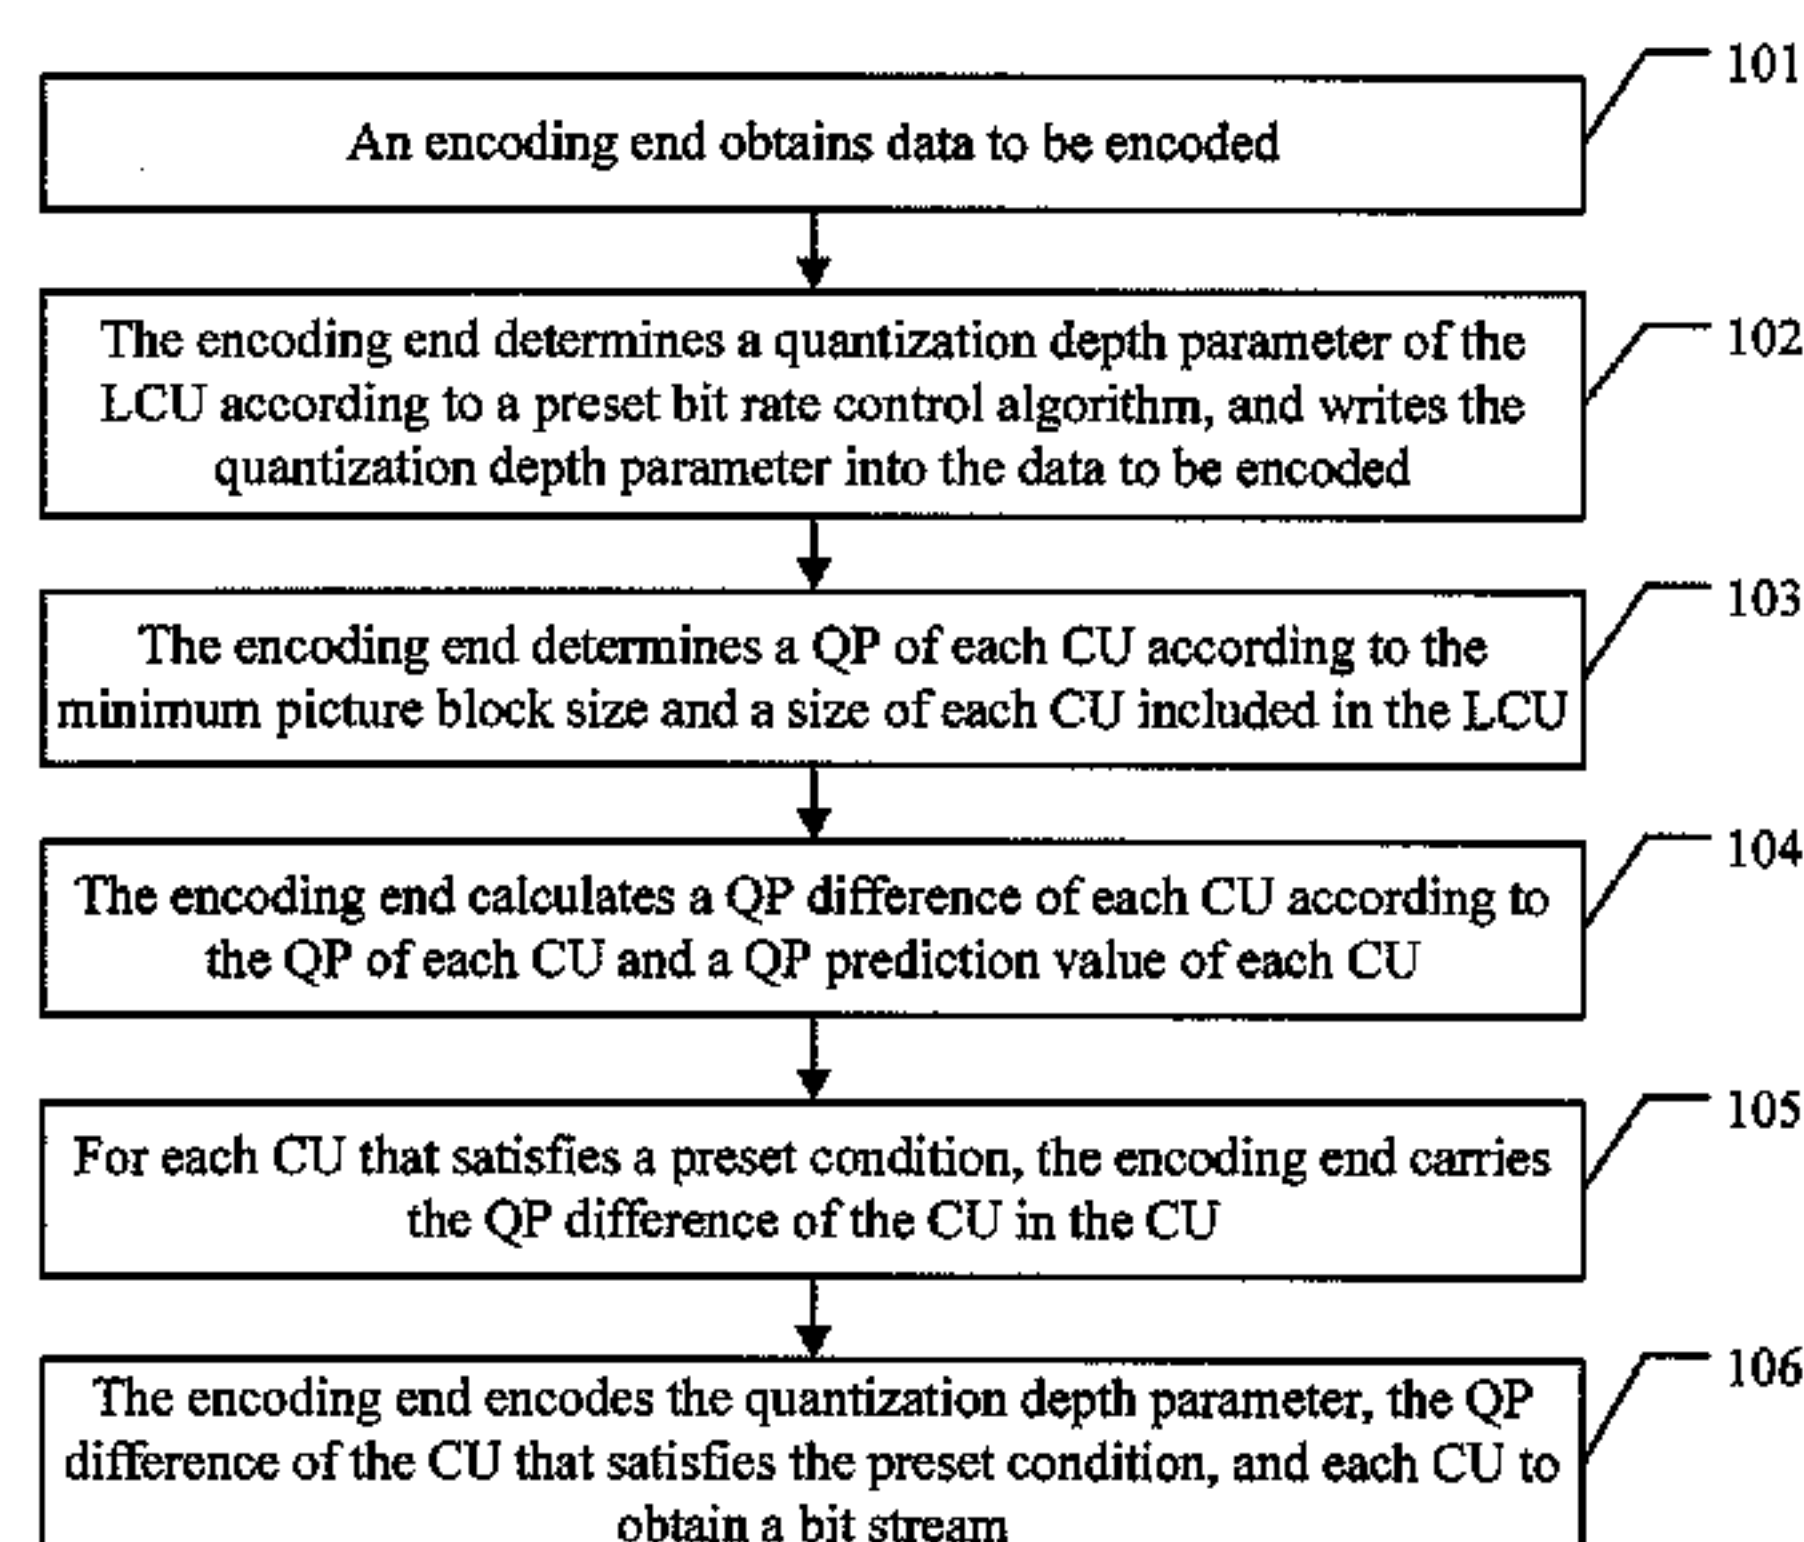 101
An encoding end obtains data to be encoded
102
The encoding end determines a quantization depth parameter of the
LCU according to a preset bit rate control algorithm, and writes the
quantization depth parameter into the data to be encoded
103
The encoding end determines a QP of each CU according to the
minimum picture block size and a size of each CU included in the LCU
104
The encoding end calculates a QP difference of each CU according to
the QP of each CU and a QP prediction value of each CU
105
For each CU that satisfies a preset condition, the encoding end carries
the QP difference of the CU in the CU
106
The encoding end encodes the quantization depth parameter, the QP
difference of the CU that satisfies the preset condition, and each CU to
obtain a bit stream